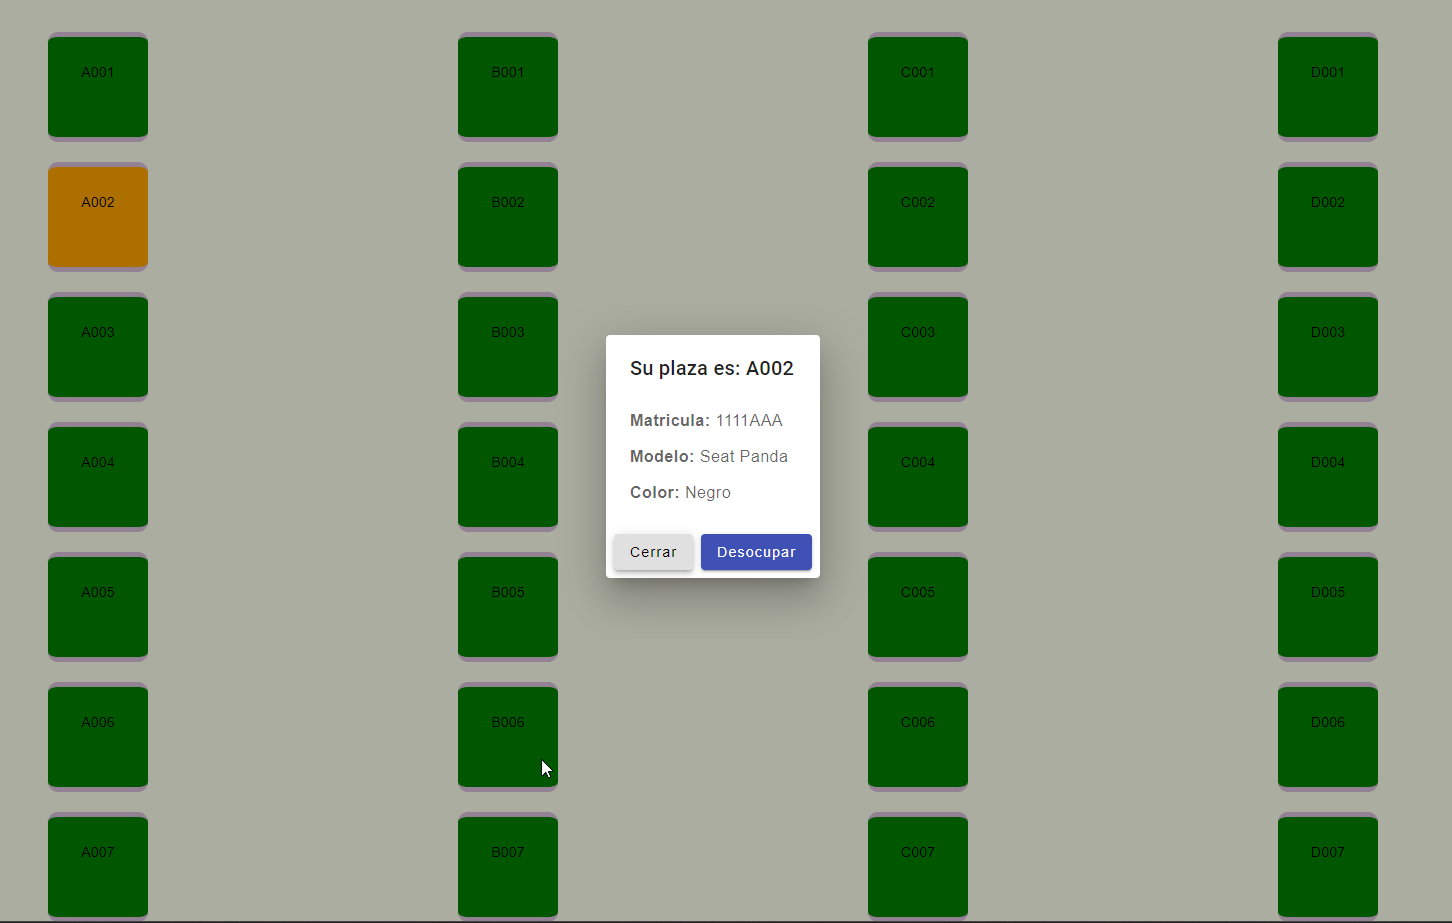 A001
B001
C001
D001
A002
B002
C002
D002
A003
B003
C003
D003
Su plaza es: A002
Matricula: 1111AAA
Modelo: Seat Panda
Color: Negro
Cerrar
Desocupar
A004
B004
C004
D004
A005
B005
C005
D005
A006
B006
C006
D006
A007
B007
C007
D007